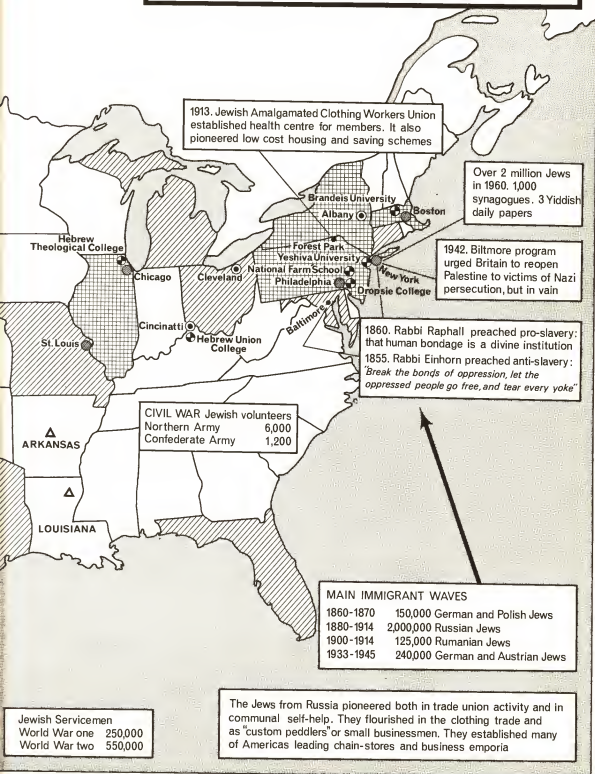 1913. Jewish Amalgamated Clothing Workers Union
established health centre for members. It also
pioneered low cost housing and saving schemes
Over 2 million Jews
in 1960. 1,000
synagogues. 3 Yiddish
daily papers
Brandeis University
Albany
Boston
Hebrew
Theological College
Chicago
Forest Park
Yeshiva University
New York
Cleveland
National Farm School
Philadelphia
Dropsie College
1942. Biltmore program
urged Britain to reopen
Palestine to victims of Nazi
persecution, but in vain
Baltimore
Cincinatti
Hebrew Union
College
St. Louis
1860. Rabbi Raphall preached pro-slavery:
that human bondage is a divine institution
1855. Rabbi Einhorn preached anti-slavery:
"Break the bonds of oppression, let the
oppressed people go free, and tear every yoke"
CIVIL WAR Jewish volunteers
Northern Army 6,000
Confederate Army 1,200
ARKANSAS
LOUISIANA
MAIN IMMIGRANT WAVES
1860-1870 150,000 German and Polish Jews
1880-1914 2,000,000 Russian Jews
1900-1914 125,000 Rumanian Jews
1933-1945 240,000 German and Austrian Jews
Jewish Servicemen
World War one 250,000
World War two 550,000
The Jews from Russia pioneered both in trade union activity and in
communal self-help. They flourished in the clothing trade and
as "custom peddlers" or small businessmen. They established many
of Americas leading chain-stores and business emporia